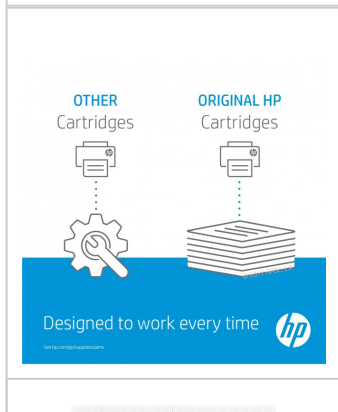 OTHER
Cartridges
ORIGINAL HP
Cartridges
Designed to work every time
hp
See hp.com/go/suppliesclaims